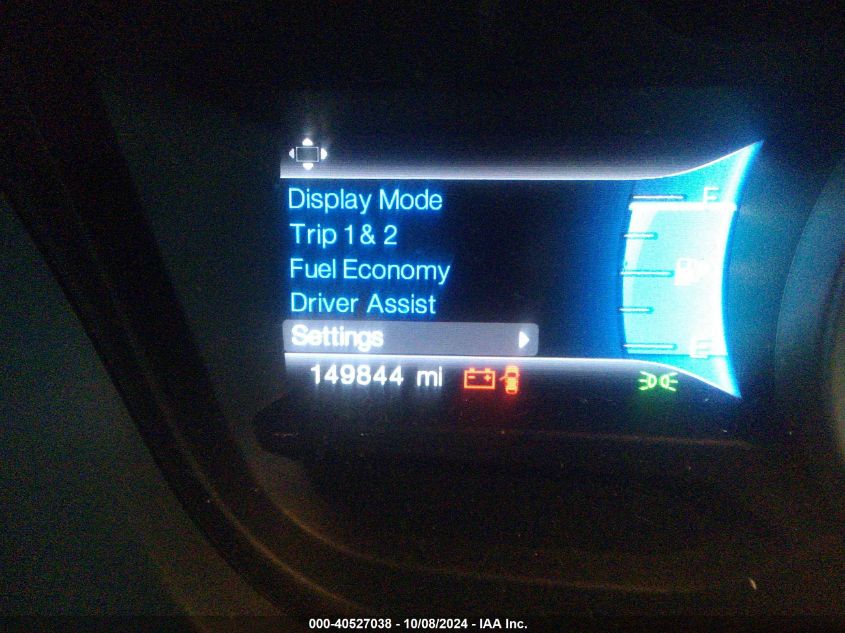 Display Mode
Trip 1 & 2
Fuel Economy
Driver Assist
Settings
149844 mi
F
E
000-40527038 - 10/08/2024 - IAA Inc.